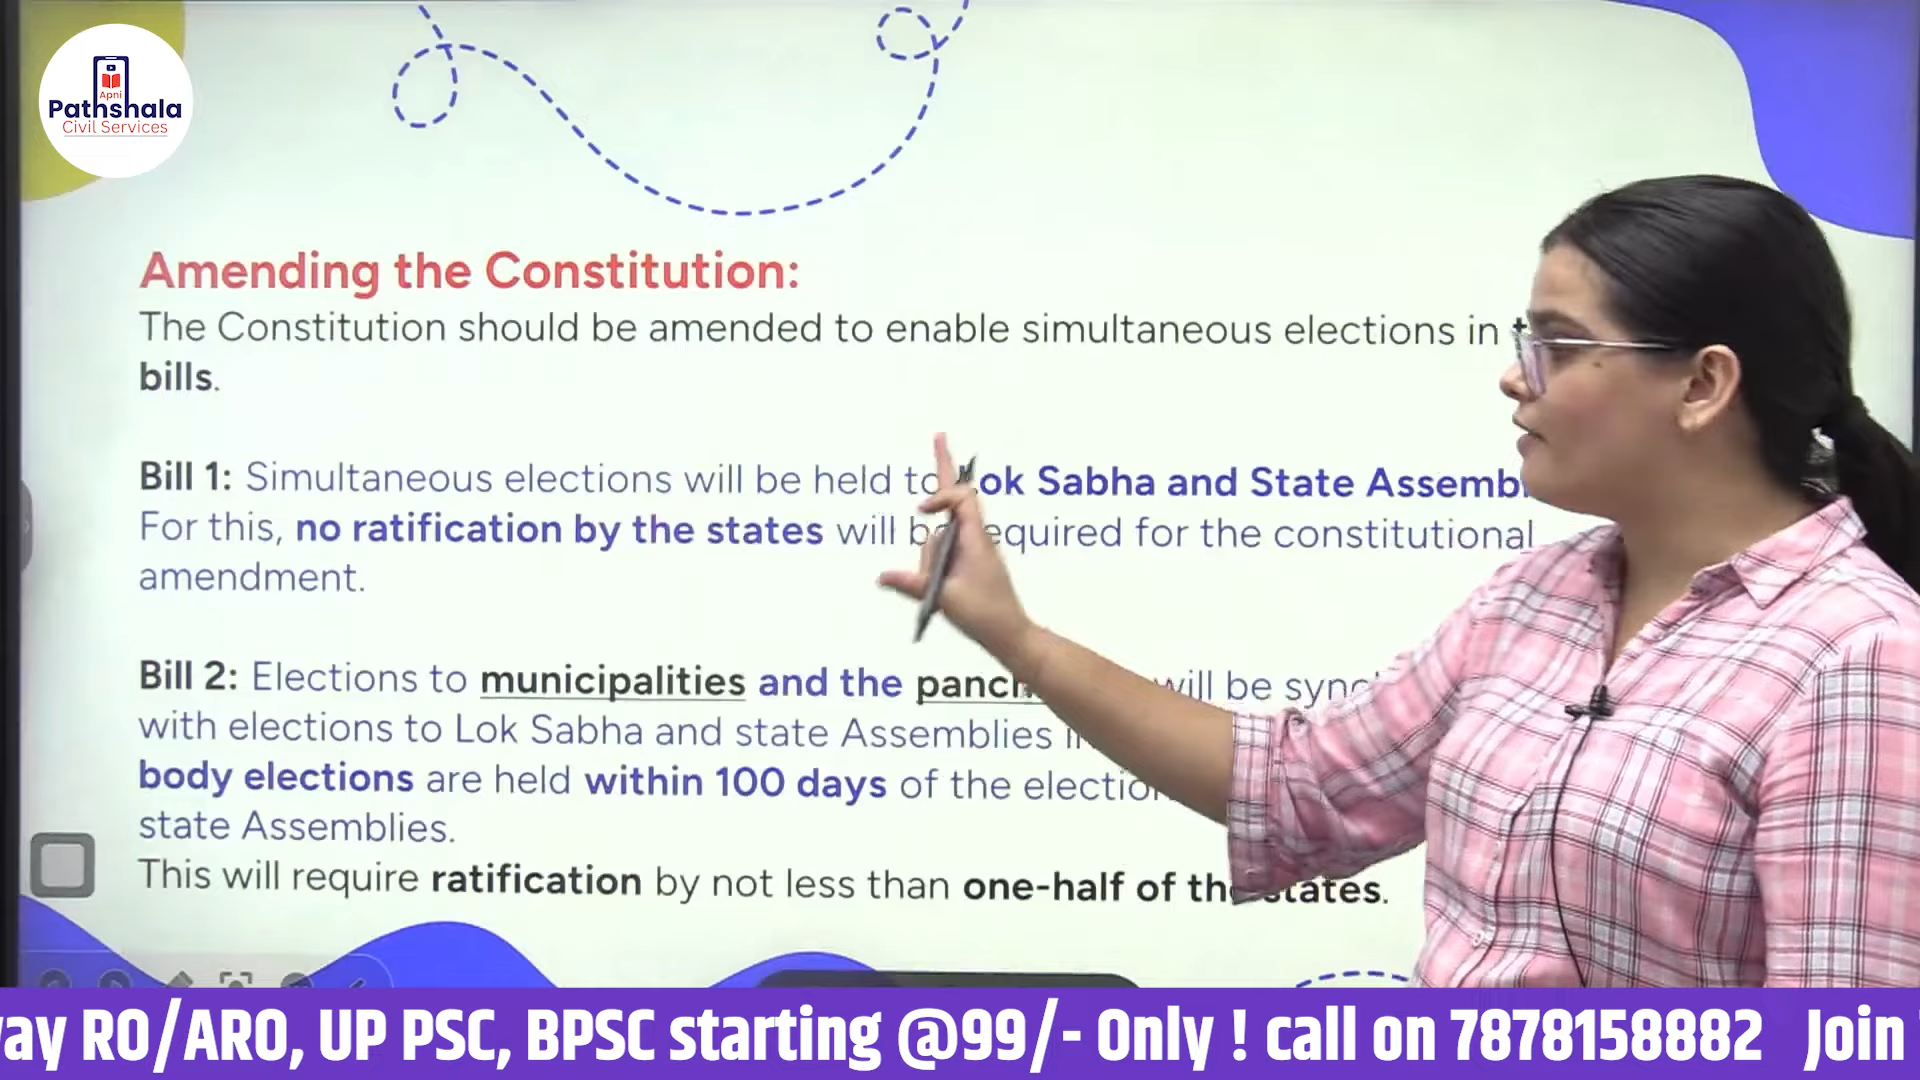 Apni
Pathshala
Civil Services
Amending the Constitution:
The Constitution should be amended to enable simultaneous elections in
bills.
Bill 1: Simultaneous elections will be held to Lok Sabha and State
For this, no ratification by the states will be required for the constitutional
amendment.
Bill 2: Elections to municipalities and the will be
with elections to Lok Sabha and state Assemblies
body elections are held within 100 days of the
state Assemblies.
This will require ratification by not less than one-half of the states.
RO/ARO, UP PSC, BPSC starting @99/- Only ! call on 7878158882 Join